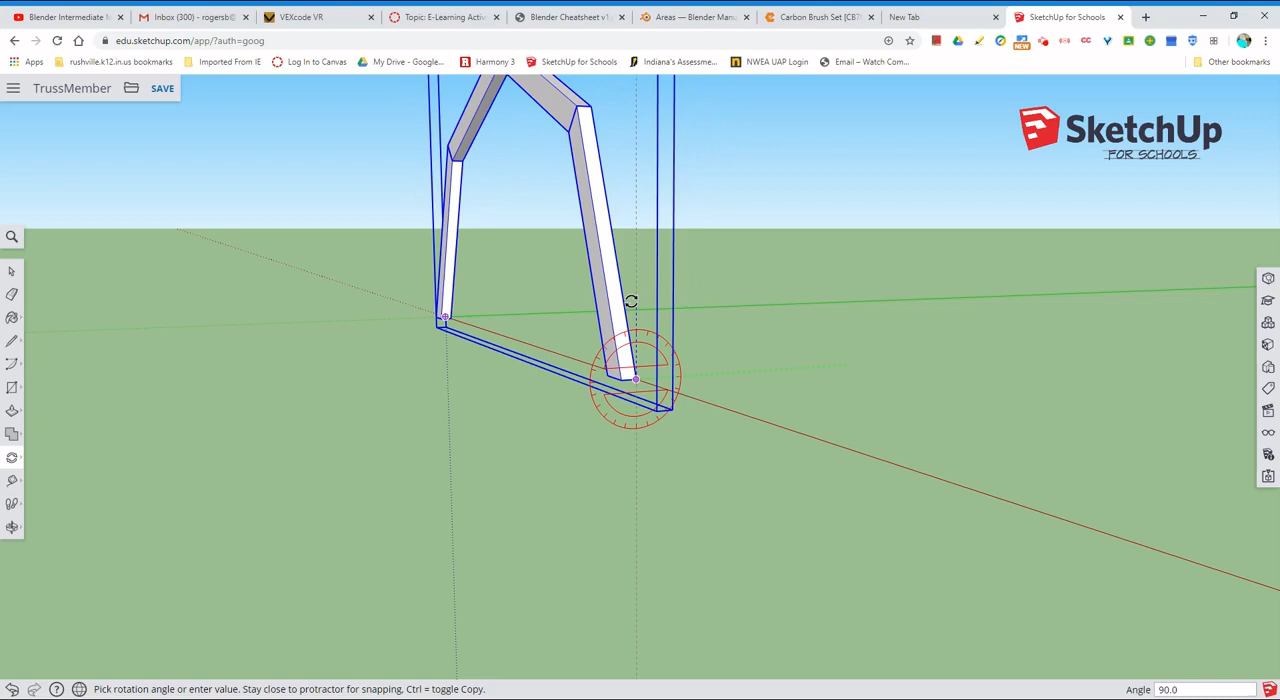 Blender Intermediate M
Inbox (300) - rogersb@
VEXcode VR
Topic: E-Learning Activ
Blender Cheatsheet v1.
Areas — Blender Manu
Carbon Brush Set [CB70
New Tab
SketchUp for Schools
edu.sketchup.com/app/?auth=goog
NEW
CC
Apps
rushville.k12.in.us bookmarks
Imported From IE
Log In to Canvas
My Drive - Google...
Harmony 3
SketchUp for Schools
Indiana's Assessme...
NWEA UAP Login
Email – Watch Com...
Other bookmarks
TrussMember
SAVE
SketchUp
FOR SCHOOLS
Pick rotation angle or enter value. Stay close to protractor for snapping, Ctrl = toggle Copy.
Angle 90.0